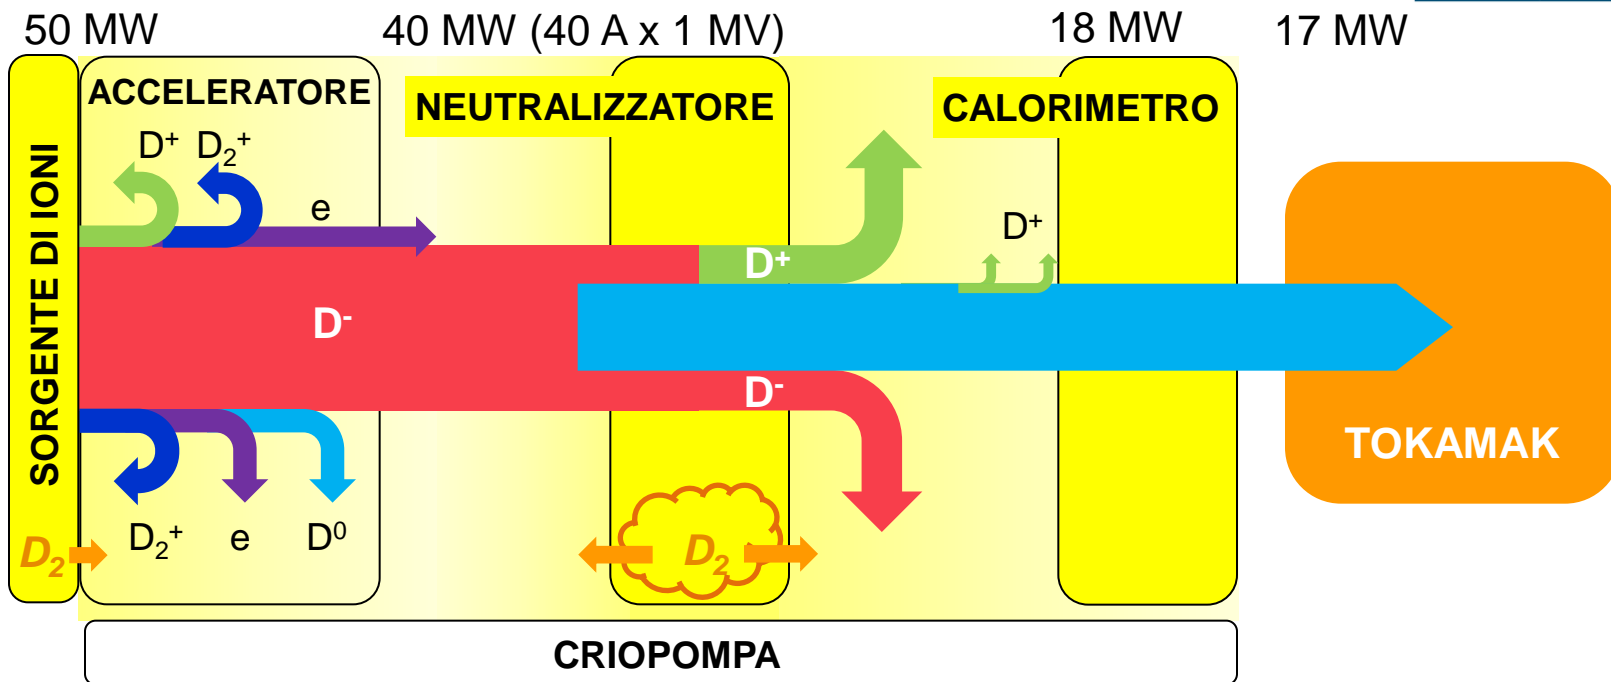 50 MW
40 MW (40 A x 1 MV)
18 MW
17 MW
SORGENTE DI IONI
ACCELERATORE
NEUTRALIZZATORE
CALORIMETRO
D⁺
D₂⁺
e
D⁺
D⁺
D⁻
D⁻
TOKAMAK
D₂⁺
e
D⁰
D₂
D₂
CRIOPOMPA